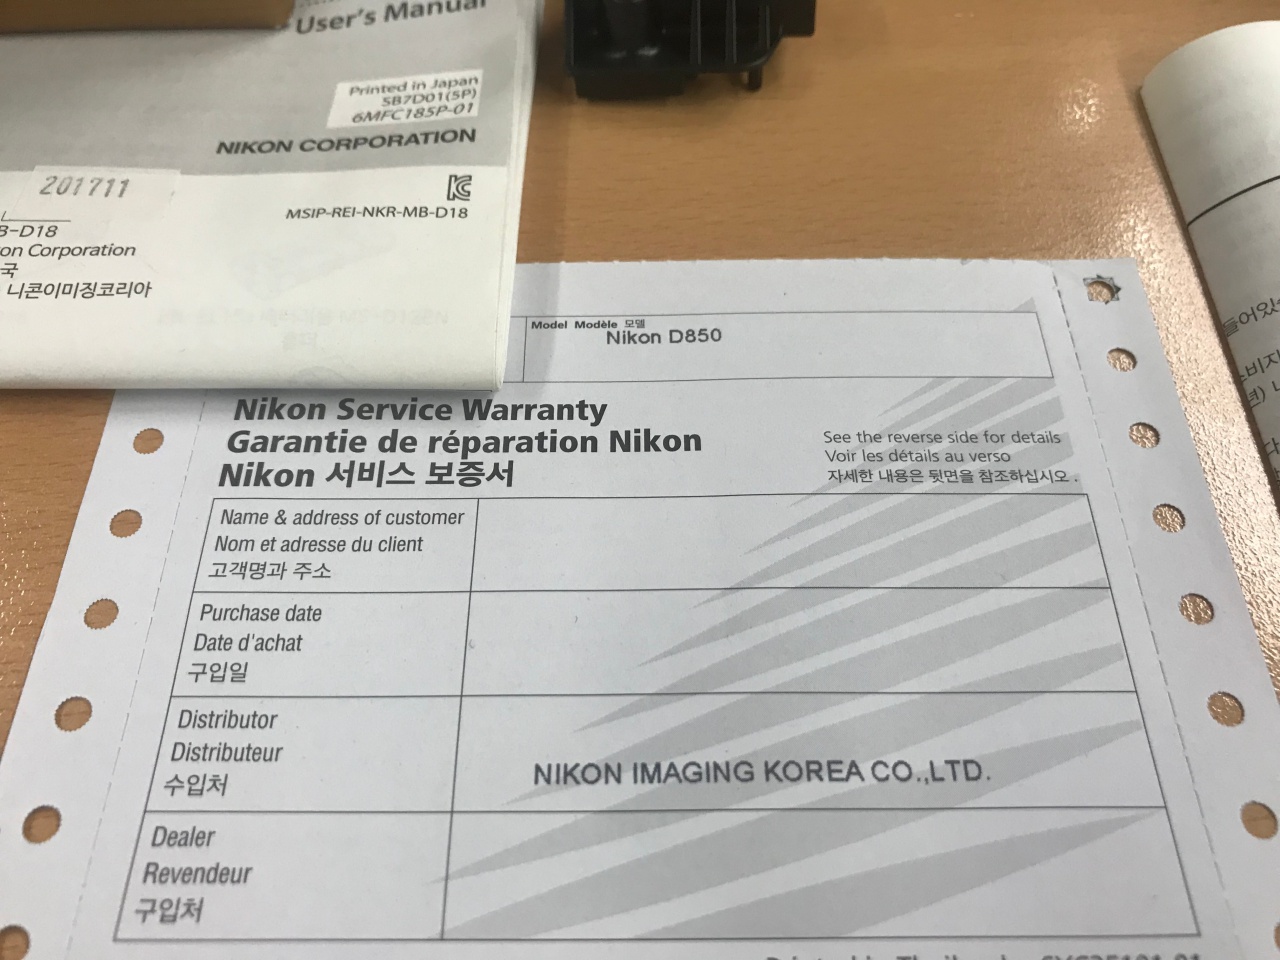 User's Manual
Printed in Japan
SB7D01(5P)
6MFC185P-01
NIKON CORPORATION
201711
MSIP-REI-NKR-MB-D18
B-D18
on Corporation
국
니콘이미징코리아
Model Modèle 모델
Nikon D850
Nikon Service Warranty
Garantie de réparation Nikon
Nikon 서비스 보증서
See the reverse side for details
Voir les détails au verso
자세한 내용은 뒷면을 참조하십시오 .
Name & address of customer
Nom et adresse du client
고객명과 주소
Purchase date
Date d'achat
구입일
Distributor
Distributeur
수입처
NIKON IMAGING KOREA CO.,LTD.
Dealer
Revendeur
구입처